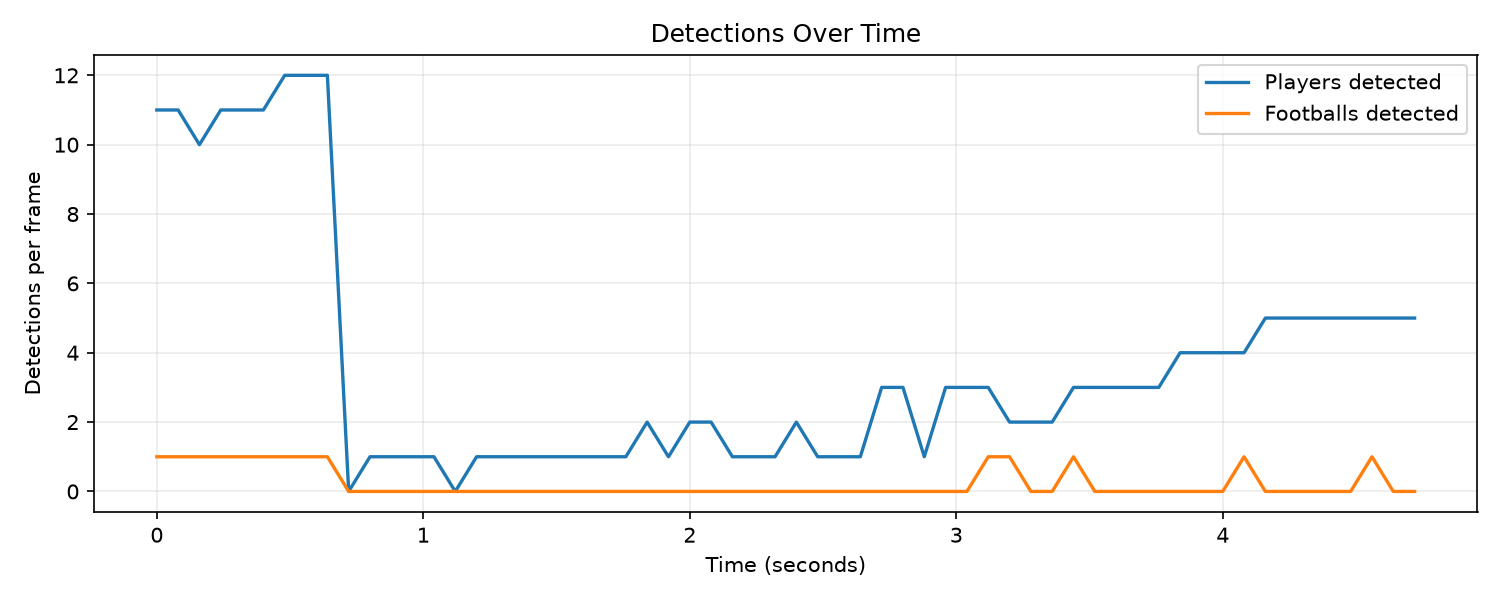 Detections Over Time
Players detected
Footballs detected
Detections per frame
12
10
8
6
4
2
0
0 1 2 3 4
Time (seconds)